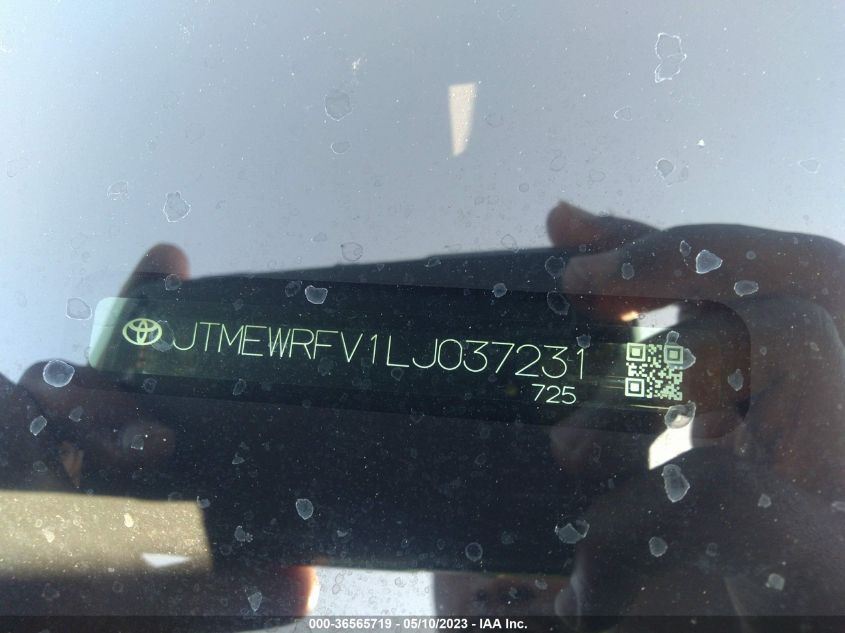 JTMEWRFV1LJ037231
725
000-36565719 - 05/10/2023 - IAA Inc.